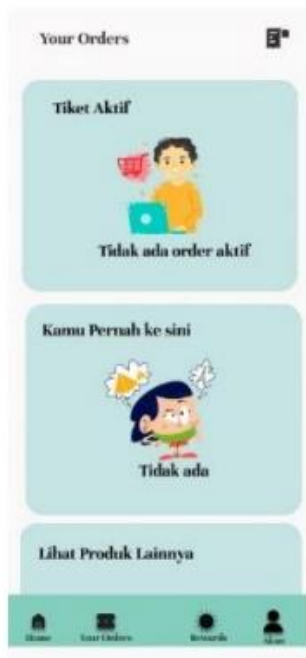 Your Orders
Tiket Aktif
Tidak ada order aktif
Kamu Pernah ke sini
Tidak ada
Lihat Produk Lainnya
Home
Your Orders
Rewards